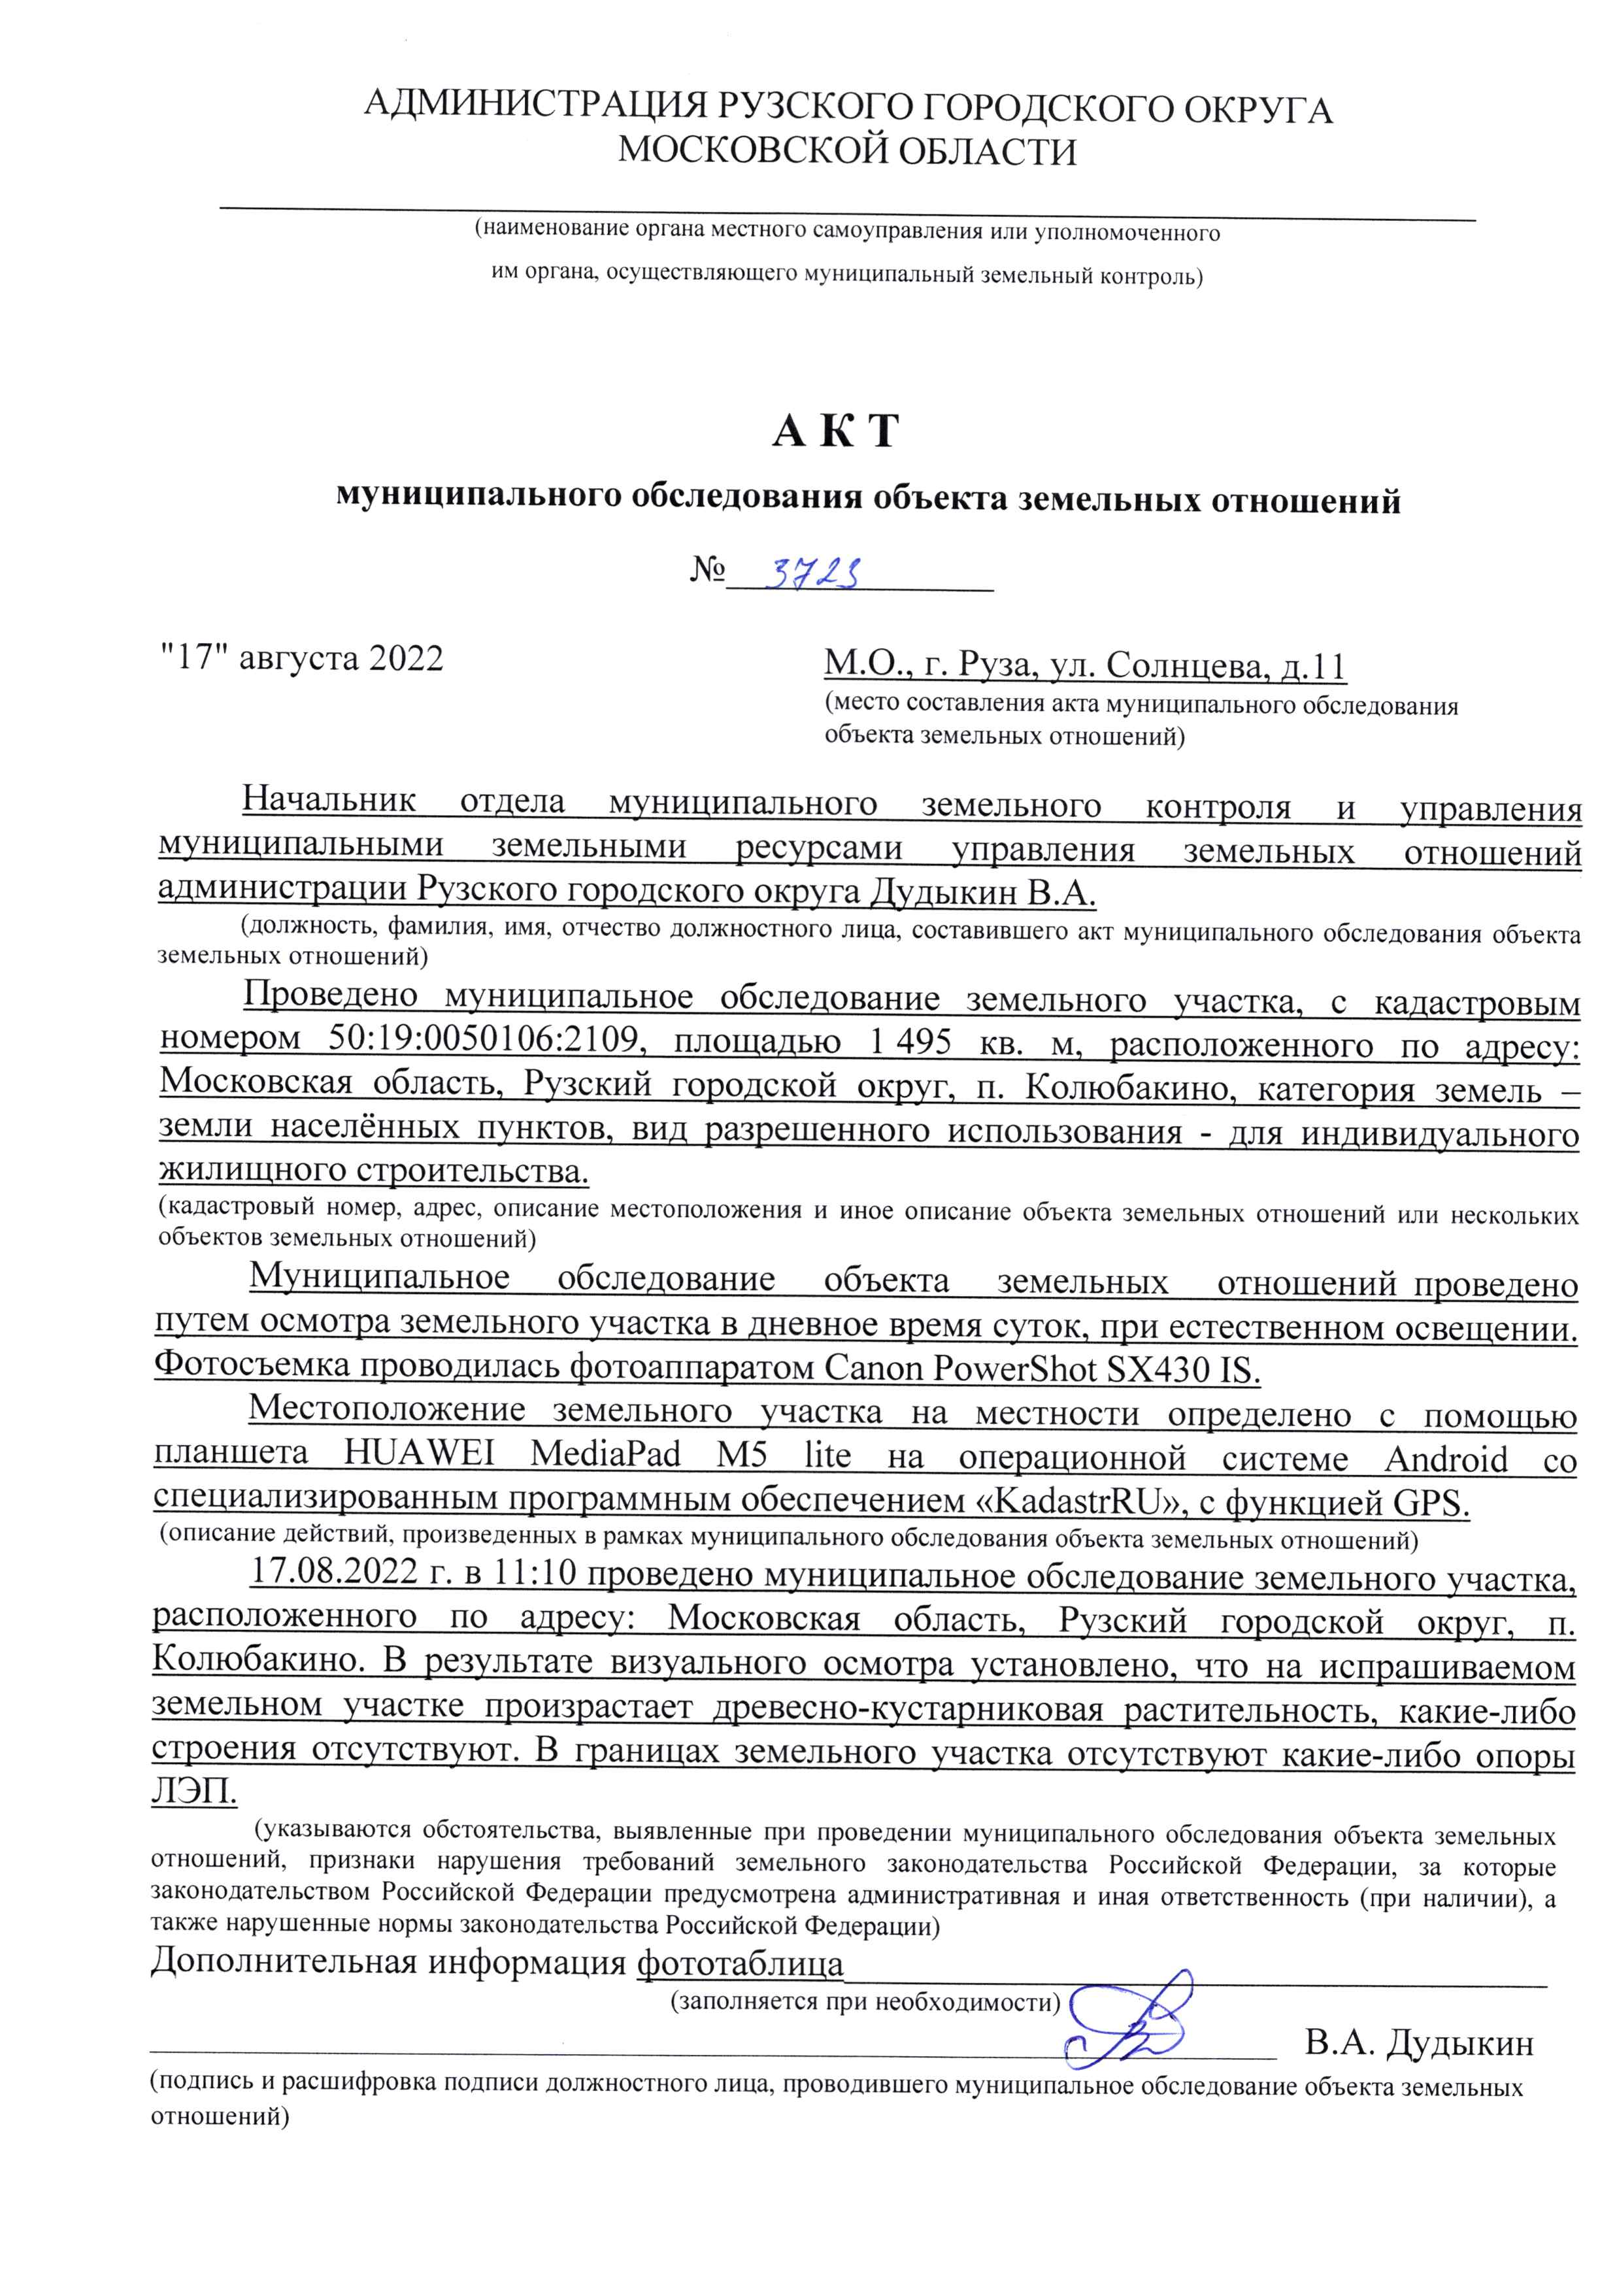 АДМИНИСТРАЦИЯ РУЗСКОГО ГОРОДСКОГО ОКРУГА
МОСКОВСКОЙ ОБЛАСТИ
(наименование органа местного самоуправления или уполномоченного
им органа, осуществляющего муниципальный земельный контроль)
А К Т
муниципального обследования объекта земельных отношений
№ 3723
"17" августа 2022
М.О., г. Руза, ул. Солнцева, д.11
(место составления акта муниципального обследования
объекта земельных отношений)
Начальник отдела муниципального земельного контроля и управления
муниципальными земельными ресурсами управления земельных отношений
администрации Рузского городского округа Дудыкин В.А.
(должность, фамилия, имя, отчество должностного лица, составившего акт муниципального обследования объекта
земельных отношений)
Проведено муниципальное обследование земельного участка, с кадастровым
номером 50:19:0050106:2109, площадью 1 495 кв. м, расположенного по адресу:
Московская область, Рузский городской округ, п. Колюбакино, категория земель –
земли населённых пунктов, вид разрешенного использования - для индивидуального
жилищного строительства.
(кадастровый номер, адрес, описание местоположения и иное описание объекта земельных отношений или нескольких
объектов земельных отношений)
Муниципальное обследование объекта земельных отношений проведено
путем осмотра земельного участка в дневное время суток, при естественном освещении.
Фотосъемка проводилась фотоаппаратом Canon PowerShot SX430 IS.
Местоположение земельного участка на местности определено с помощью
планшета HUAWEI MediaPad M5 lite на операционной системе Android со
специализированным программным обеспечением «KadastrRU», с функцией GPS.
(описание действий, произведенных в рамках муниципального обследования объекта земельных отношений)
17.08.2022 г. в 11:10 проведено муниципальное обследование земельного участка,
расположенного по адресу: Московская область, Рузский городской округ, п.
Колюбакино. В результате визуального осмотра установлено, что на испрашиваемом
земельном участке произрастает древесно-кустарниковая растительность, какие-либо
строения отсутствуют. В границах земельного участка отсутствуют какие-либо опоры
ЛЭП.
(указываются обстоятельства, выявленные при проведении муниципального обследования объекта земельных
отношений, признаки нарушения требований земельного законодательства Российской Федерации, за которые
законодательством Российской Федерации предусмотрена административная и иная ответственность (при наличии), а
также нарушенные нормы законодательства Российской Федерации)
Дополнительная информация фототаблица
(заполняется при необходимости)
В.А. Дудыкин
(подпись и расшифровка подписи должностного лица, проводившего муниципальное обследование объекта земельных
отношений)